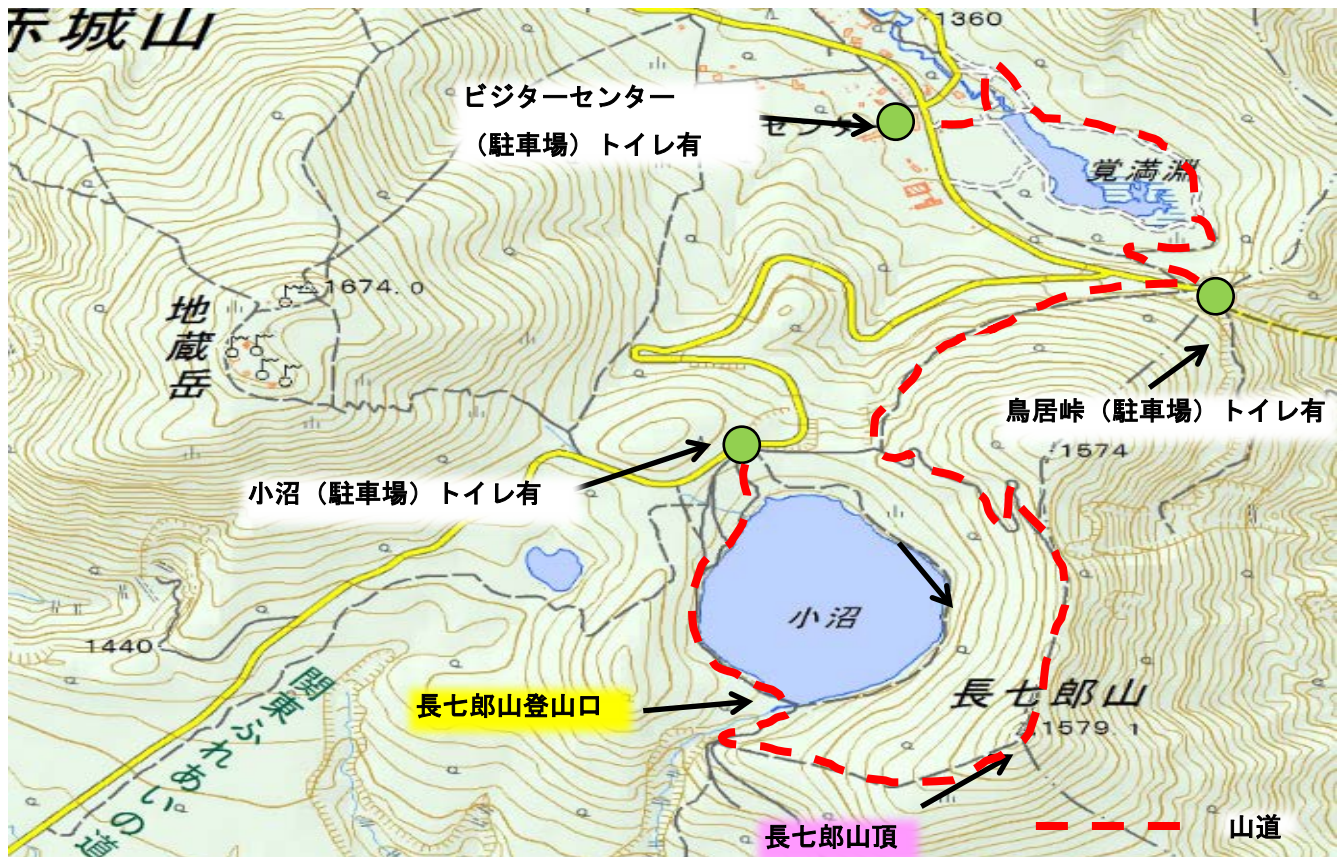 赤城山
1360
ビジターセンター
（駐車場）トイレ有
センタ
覚満淵
1674.0
地蔵岳
鳥居峠（駐車場）トイレ有
1574
小沼（駐車場）トイレ有
小沼
1440
長七郎山登山口
長七郎山
1579.1
関東ふれあいの道
長七郎山頂
山道